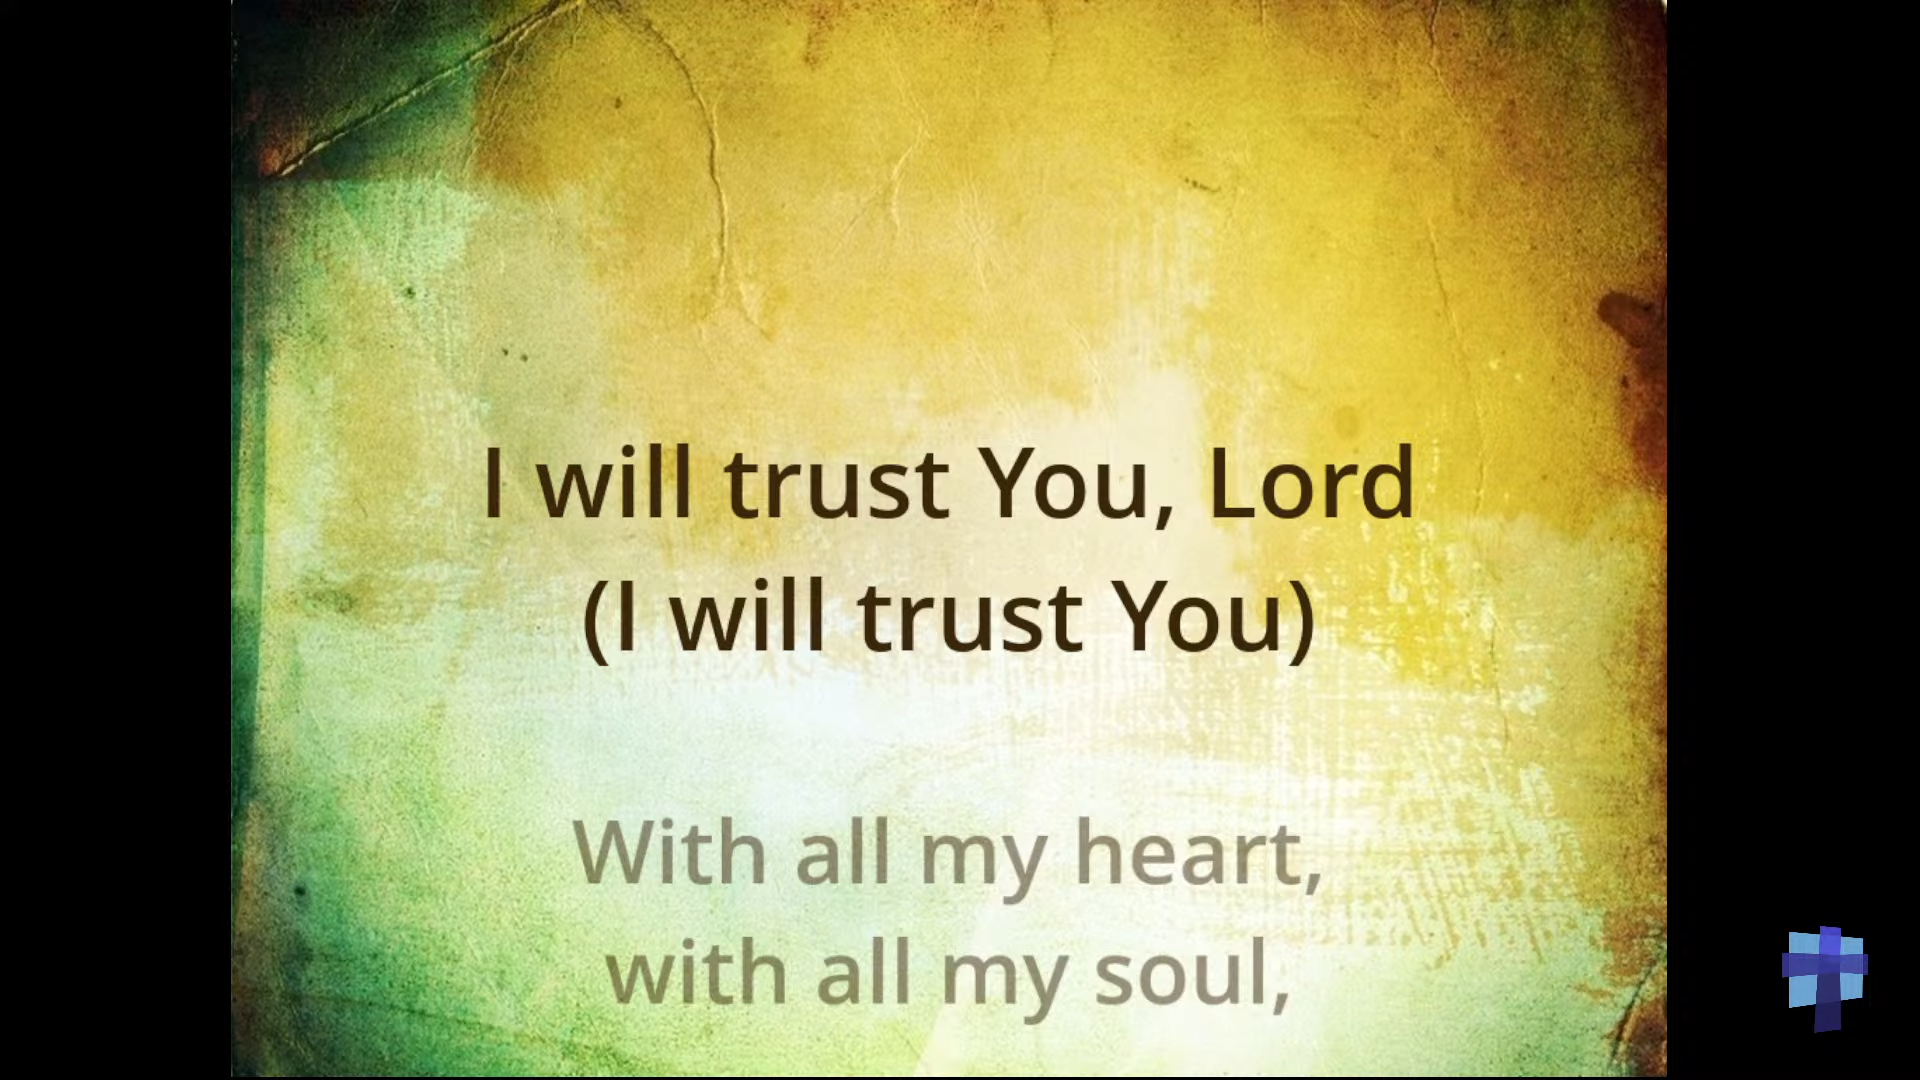 I will trust You, Lord
(I will trust You)
With all my heart,
with all my soul,